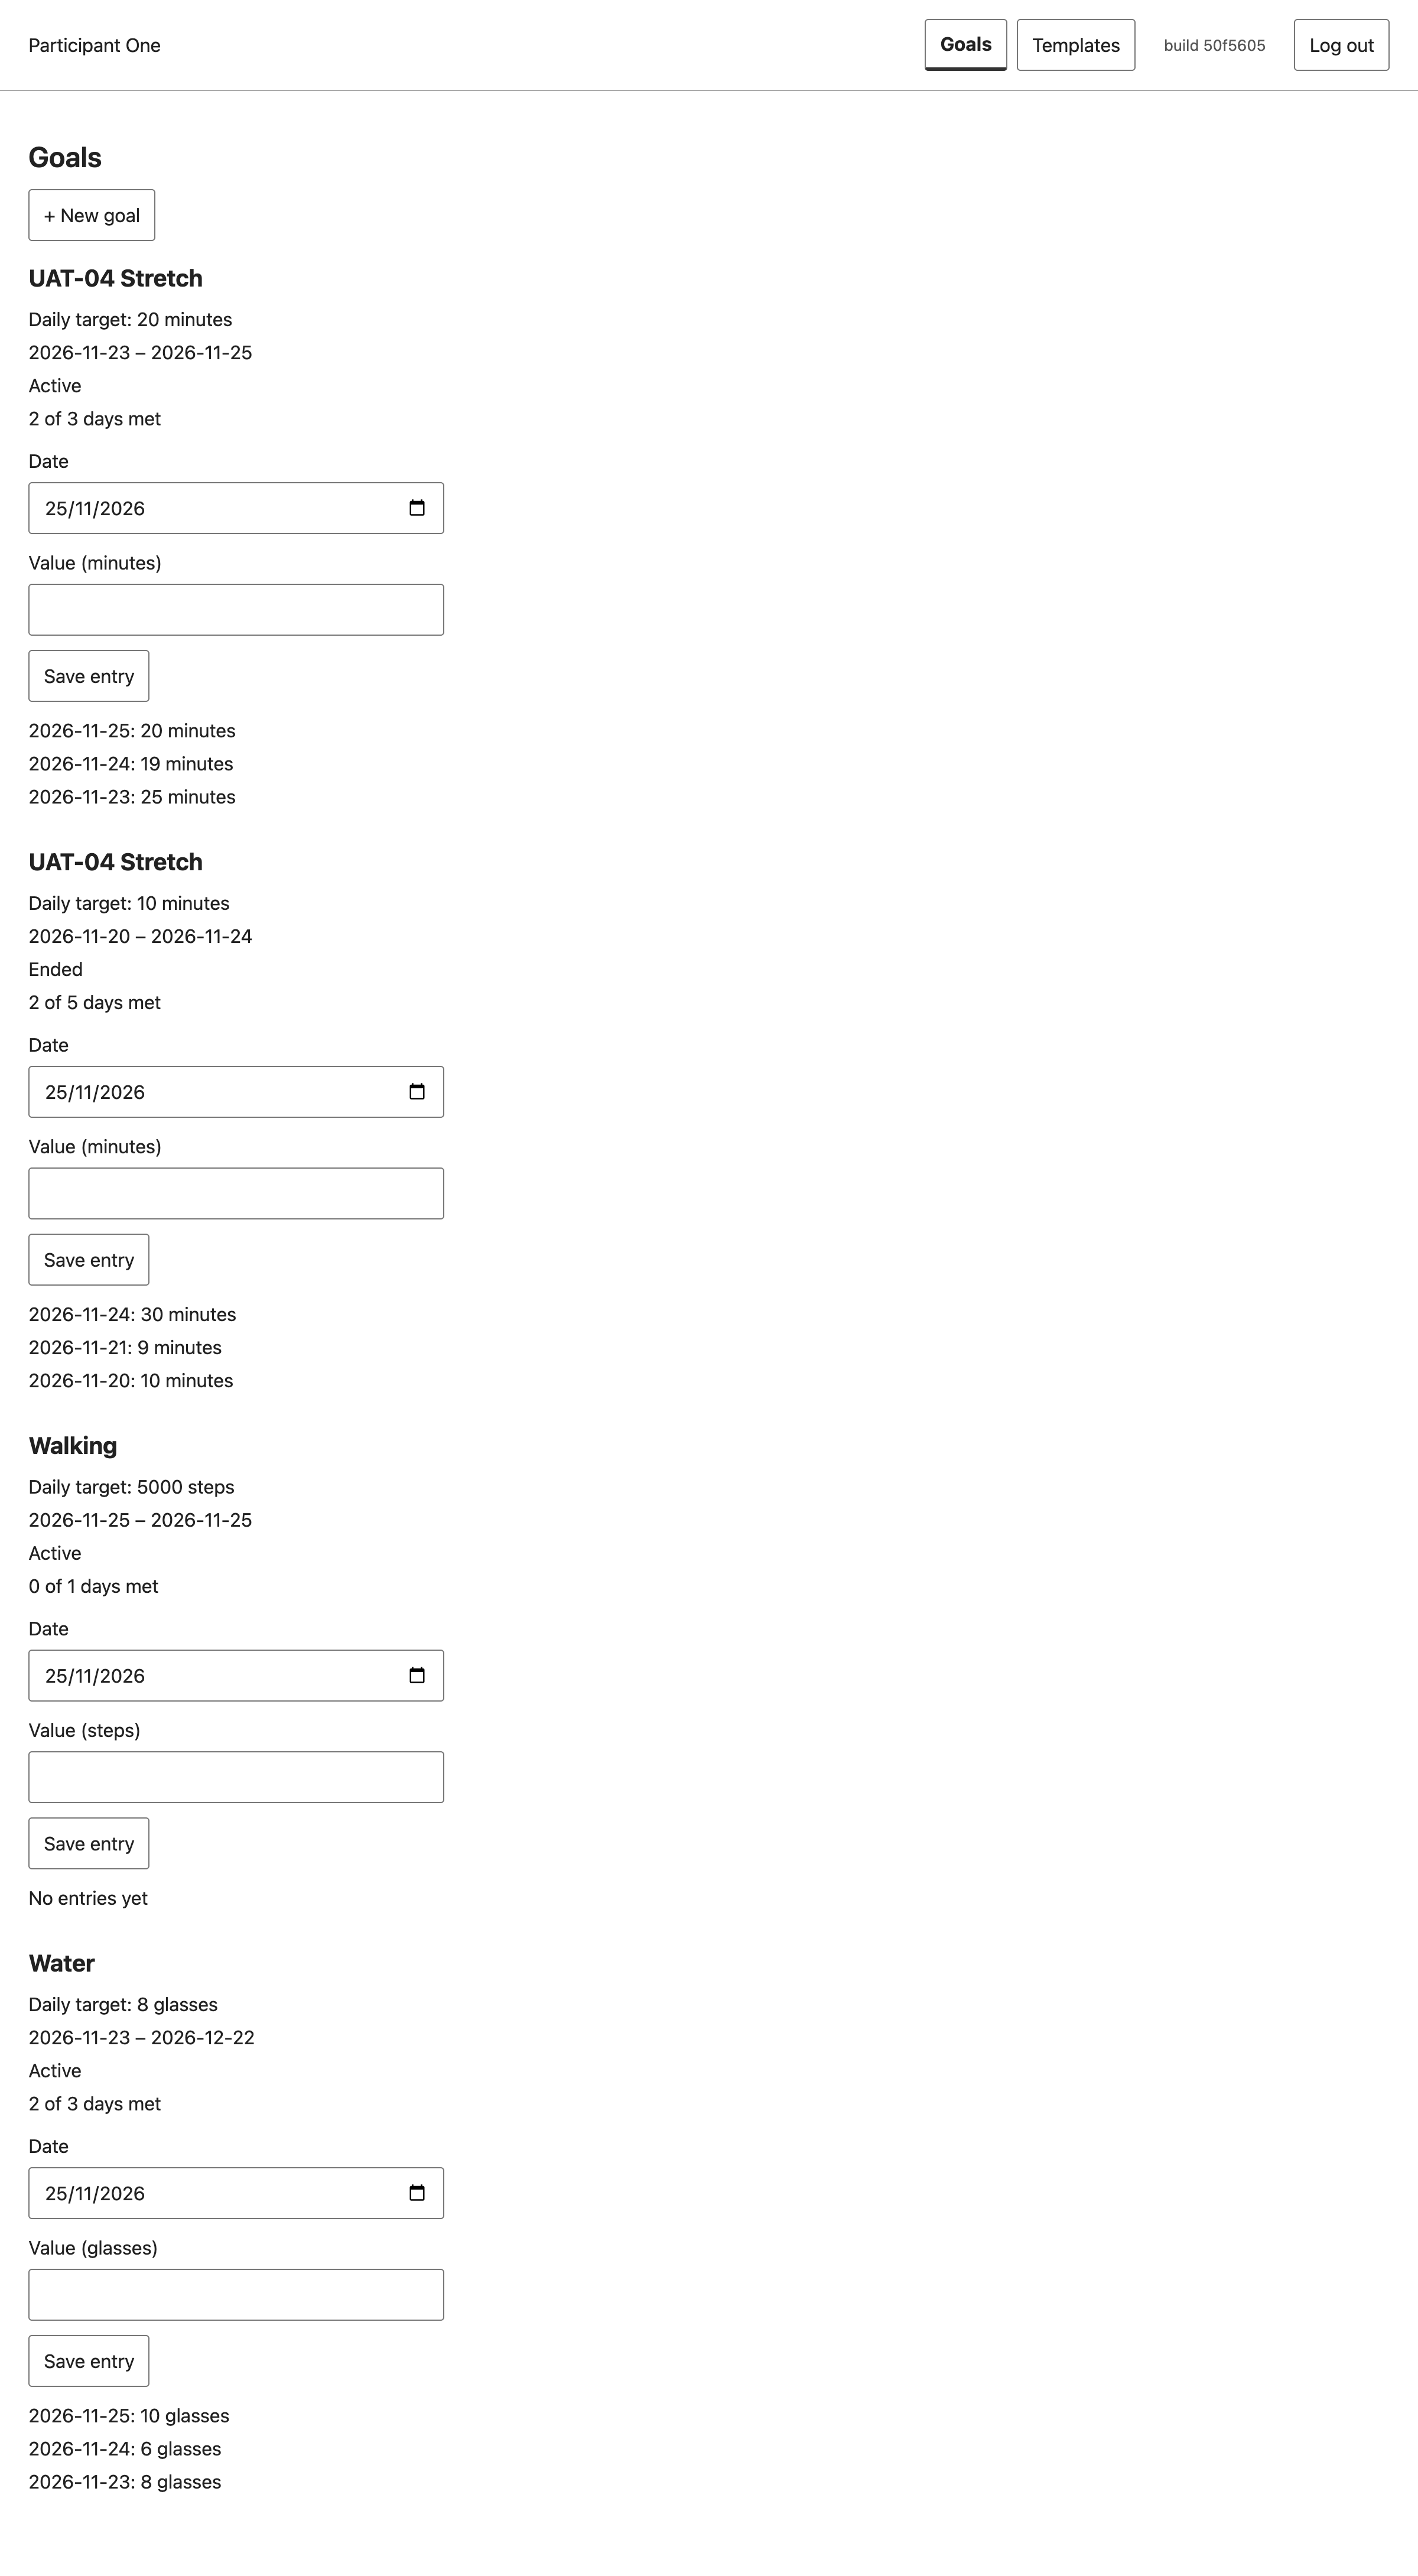 Participant One
Goals
Templates
build 50f5605
Log out
Goals
+ New goal
UAT-04 Stretch
Daily target: 20 minutes
2026-11-23 – 2026-11-25
Active
2 of 3 days met
Date
25/11/2026
Value (minutes)
Save entry
2026-11-25: 20 minutes
2026-11-24: 19 minutes
2026-11-23: 25 minutes
UAT-04 Stretch
Daily target: 10 minutes
2026-11-20 – 2026-11-24
Ended
2 of 5 days met
Date
25/11/2026
Value (minutes)
Save entry
2026-11-24: 30 minutes
2026-11-21: 9 minutes
2026-11-20: 10 minutes
Walking
Daily target: 5000 steps
2026-11-25 – 2026-11-25
Active
0 of 1 days met
Date
25/11/2026
Value (steps)
Save entry
No entries yet
Water
Daily target: 8 glasses
2026-11-23 – 2026-12-22
Active
2 of 3 days met
Date
25/11/2026
Value (glasses)
Save entry
2026-11-25: 10 glasses
2026-11-24: 6 glasses
2026-11-23: 8 glasses